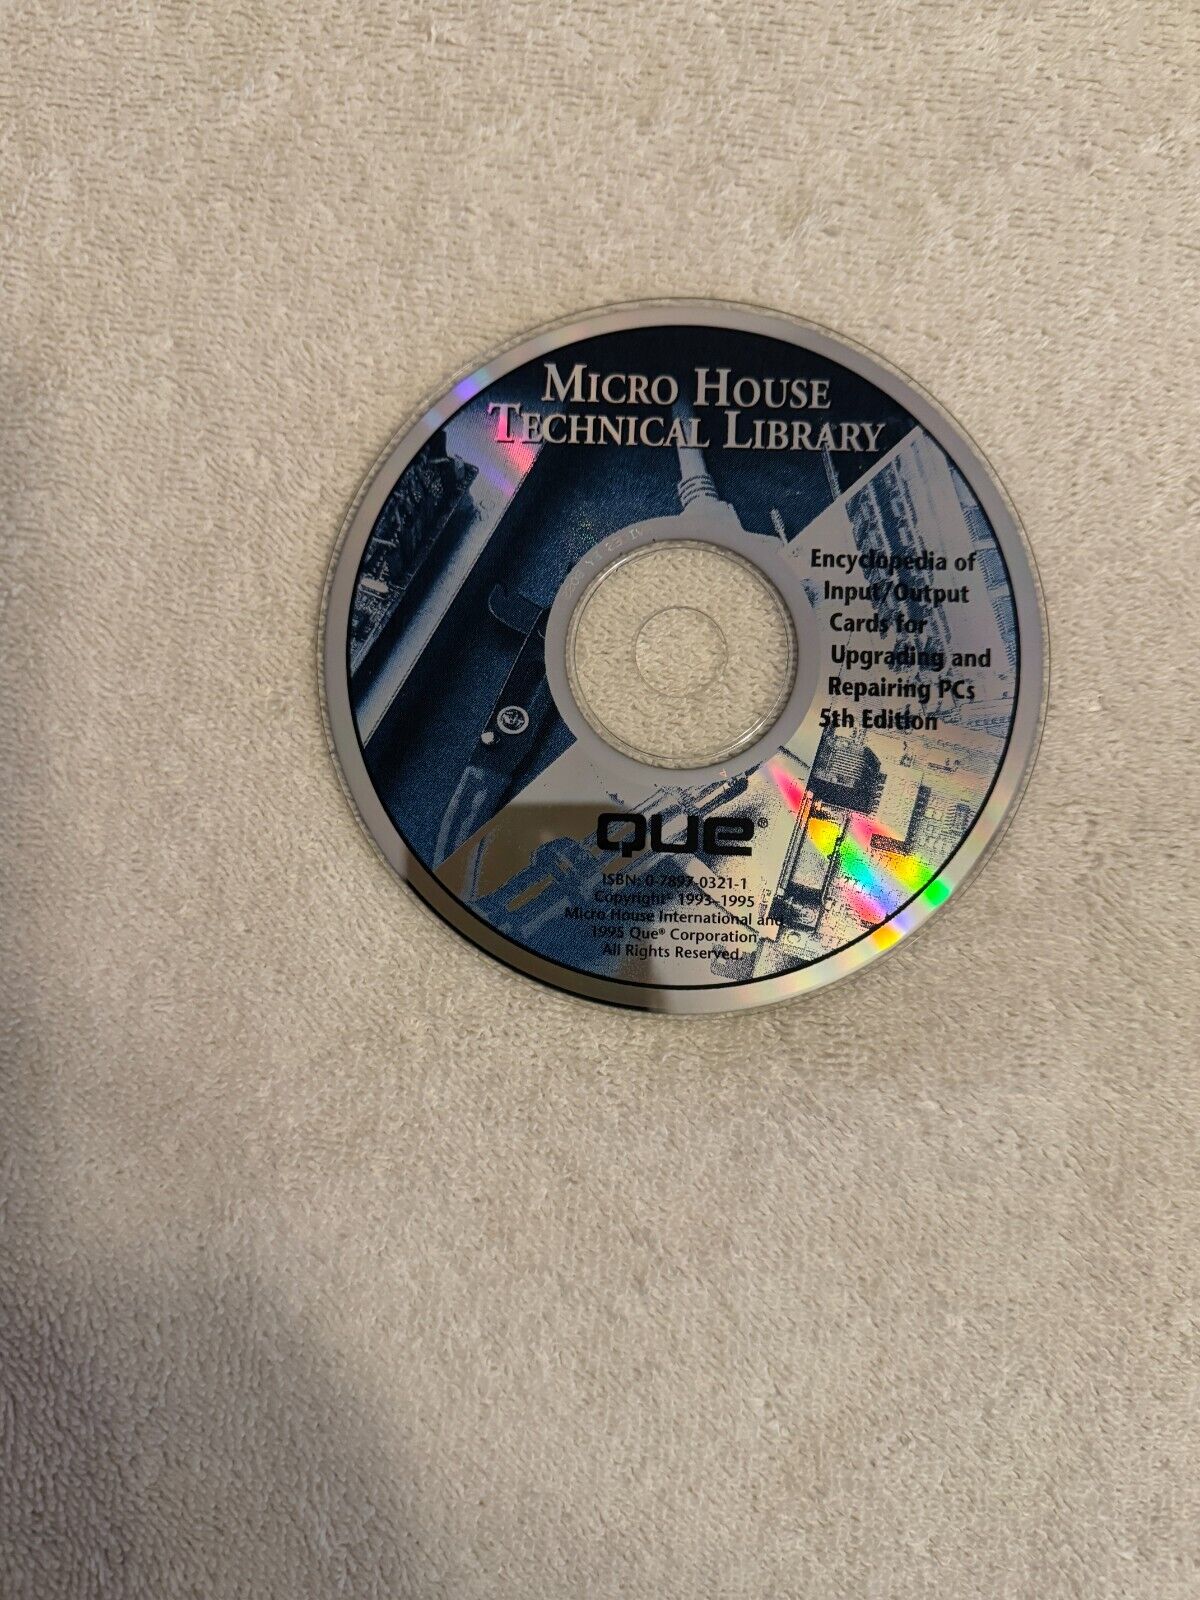 MICRO HOUSE
TECHNICAL LIBRARY
Encyclopedia of
Input/Output
Cards for
Upgrading and
Repairing PCs
5th Edition
QUE®
ISBN: 0-7897-0321-1
Copyright© 1993-1995
Micro House International and
1995 Que® Corporation
All Rights Reserved.